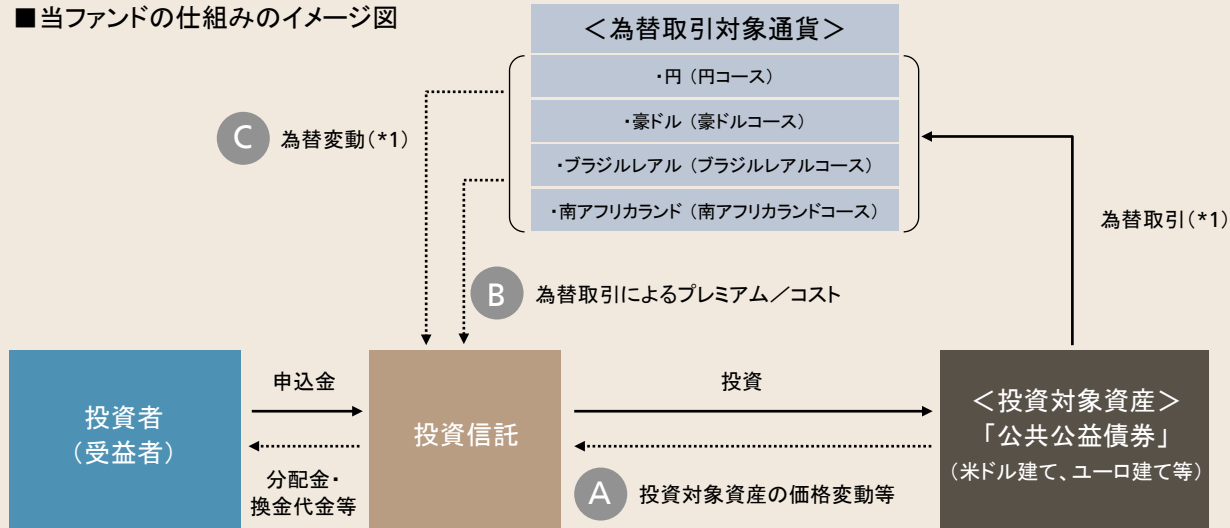 ■当ファンドの仕組みのイメージ図
＜為替取引対象通貨＞
・円（円コース）
・豪ドル（豪ドルコース）
・ブラジルレアル（ブラジルレアルコース）
・南アフリカランド（南アフリカランドコース）
C 為替変動(*1)
為替取引(*1)
B 為替取引によるプレミアム／コスト
投資者
（受益者）
申込金
分配金・
換金代金等
投資信託
投資
A 投資対象資産の価格変動等
＜投資対象資産＞
「公共公益債券」
（米ドル建て、ユーロ建て等）